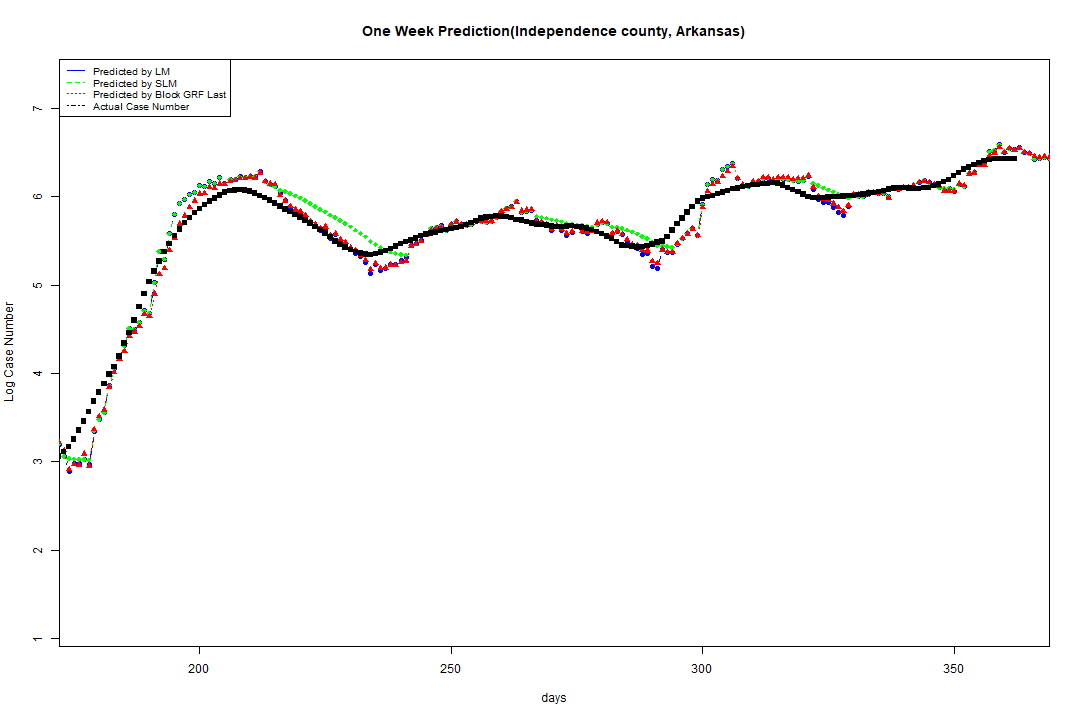 One Week Prediction(Independence county, Arkansas)
Predicted by LM
Predicted by SLM
Predicted by Block GRF Last
Actual Case Number
7
6
5
4
3
2
1
Log Case Number
200 250 300 350
days